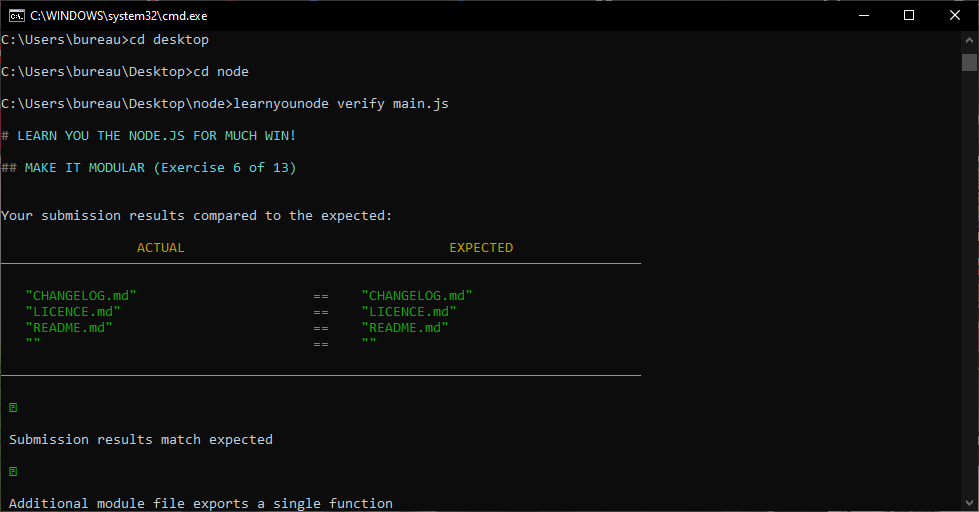 C:\WINDOWS\system32\cmd.exe
C:\Users\bureau>cd desktop
C:\Users\bureau\Desktop>cd node
C:\Users\bureau\Desktop\node>learnyounode verify main.js
# LEARN YOU THE NODE.JS FOR MUCH WIN!
## MAKE IT MODULAR (Exercise 6 of 13)
Your submission results compared to the expected:
ACTUAL EXPECTED
"CHANGELOG.md" == "CHANGELOG.md"
"LICENCE.md" == "LICENCE.md"
"README.md" == "README.md"
"" == ""
Submission results match expected
Additional module file exports a single function